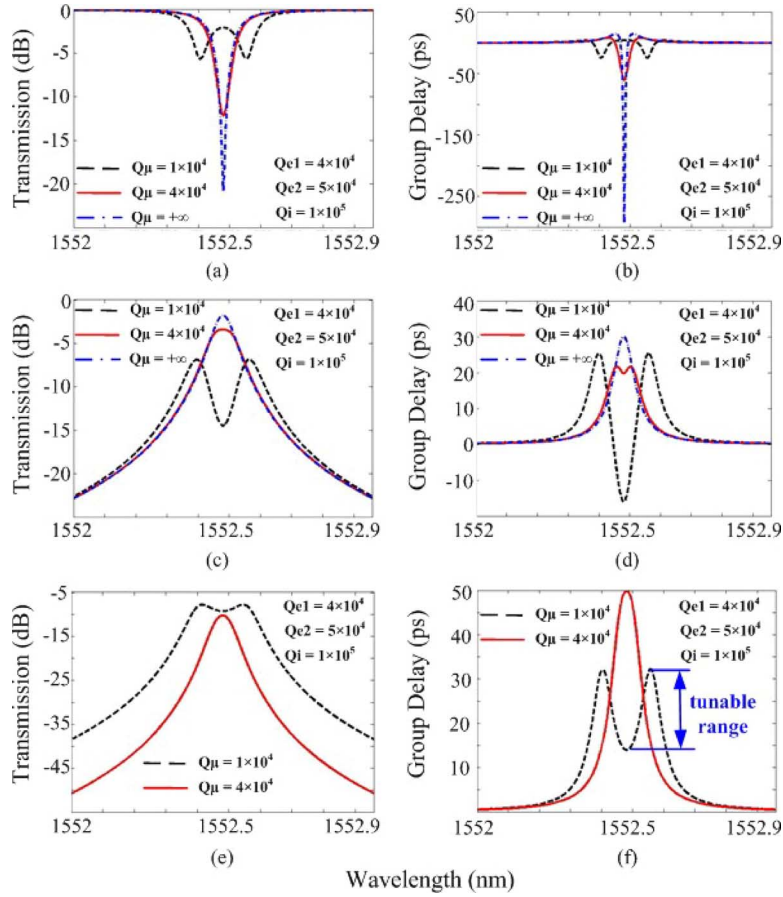 0
-5
-10
-15
-20
Transmission (dB)
Qμ = 1×10⁴
Qμ = 4×10⁴
Qμ = +∞
Qe1 = 4×10⁴
Qe2 = 5×10⁴
Qi = 1×10⁵
1552 1552.5 1552.9
(a)
50
-50
-150
-250
Group Delay (ps)
Qμ = 1×10⁴
Qμ = 4×10⁴
Qμ = +∞
Qe1 = 4×10⁴
Qe2 = 5×10⁴
Qi = 1×10⁵
1552 1552.5 1552.9
(b)
0
-5
-10
-15
-20
Transmission (dB)
Qμ = 1×10⁴
Qμ = 4×10⁴
Qμ = +∞
Qe1 = 4×10⁴
Qe2 = 5×10⁴
Qi = 1×10⁵
1552 1552.5 1552.9
(c)
40
30
20
10
0
-10
Group Delay (ps)
Qμ = 1×10⁴
Qμ = 4×10⁴
Qμ = +∞
Qe1 = 4×10⁴
Qe2 = 5×10⁴
Qi = 1×10⁵
1552 1552.5 1552.9
(d)
-5
-15
-25
-35
-45
Transmission (dB)
Qe1 = 4×10⁴
Qe2 = 5×10⁴
Qi = 1×10⁵
Qμ = 1×10⁴
Qμ = 4×10⁴
1552 1552.5 1552.9
(e)
50
40
30
20
10
Group Delay (ps)
Qμ = 1×10⁴
Qμ = 4×10⁴
Qe1 = 4×10⁴
Qe2 = 5×10⁴
Qi = 1×10⁵
tunable
range
1552 1552.5 1552.9
(f)
Wavelength (nm)